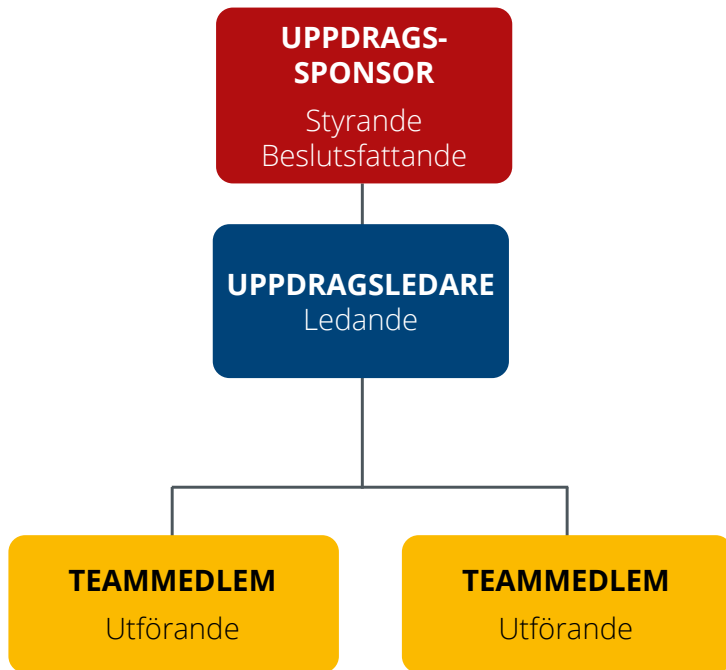 UPPDRAGS-
SPONSOR
Styrande
Beslutsfattande
UPPDRAGSLEDARE
Ledande
TEAMMEDLEM
Utförande
TEAMMEDLEM
Utförande